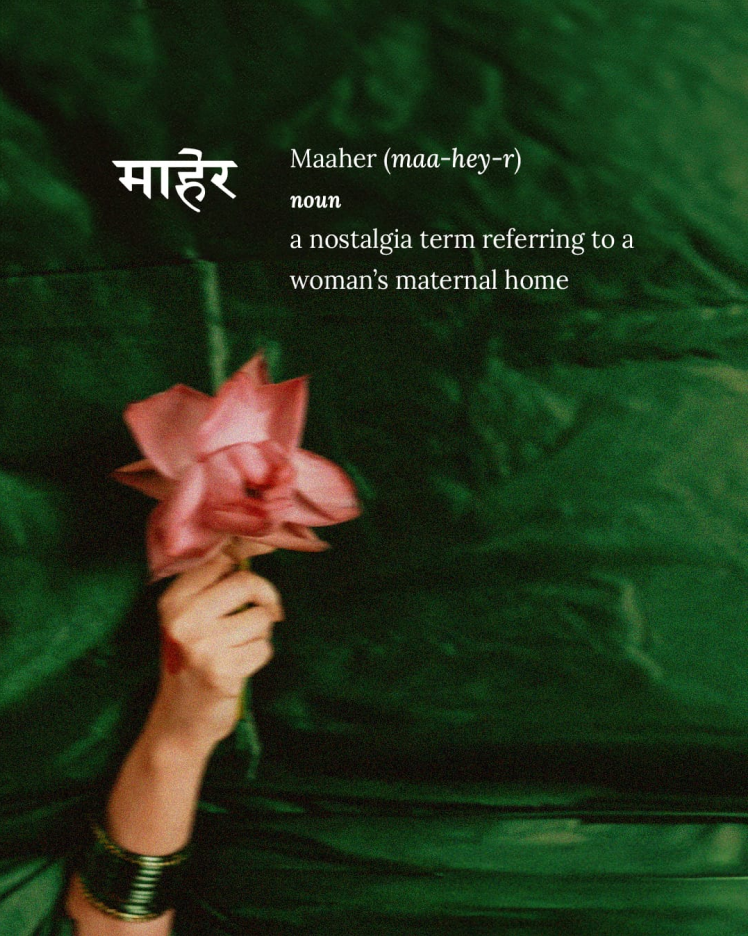 माहेर
Maaher (maa-hey-r)
noun
a nostalgia term referring to a
woman’s maternal home